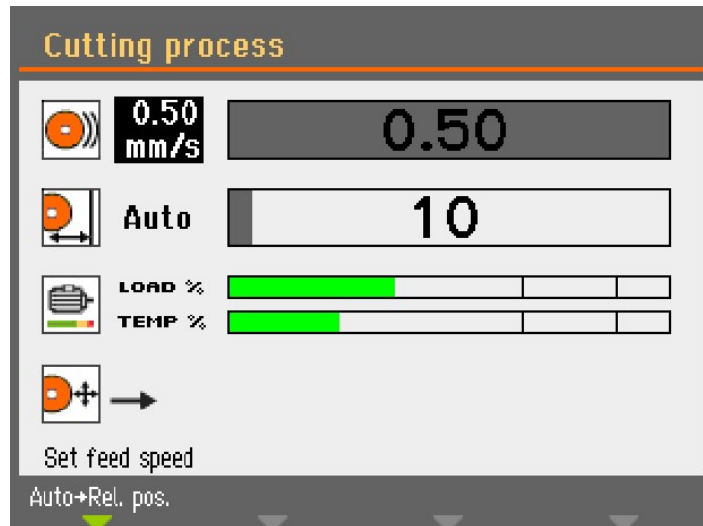 Cutting process
0.50
mm/s
0.50
Auto
10
LOAD %
TEMP %
Set feed speed
Auto→Rel. pos.